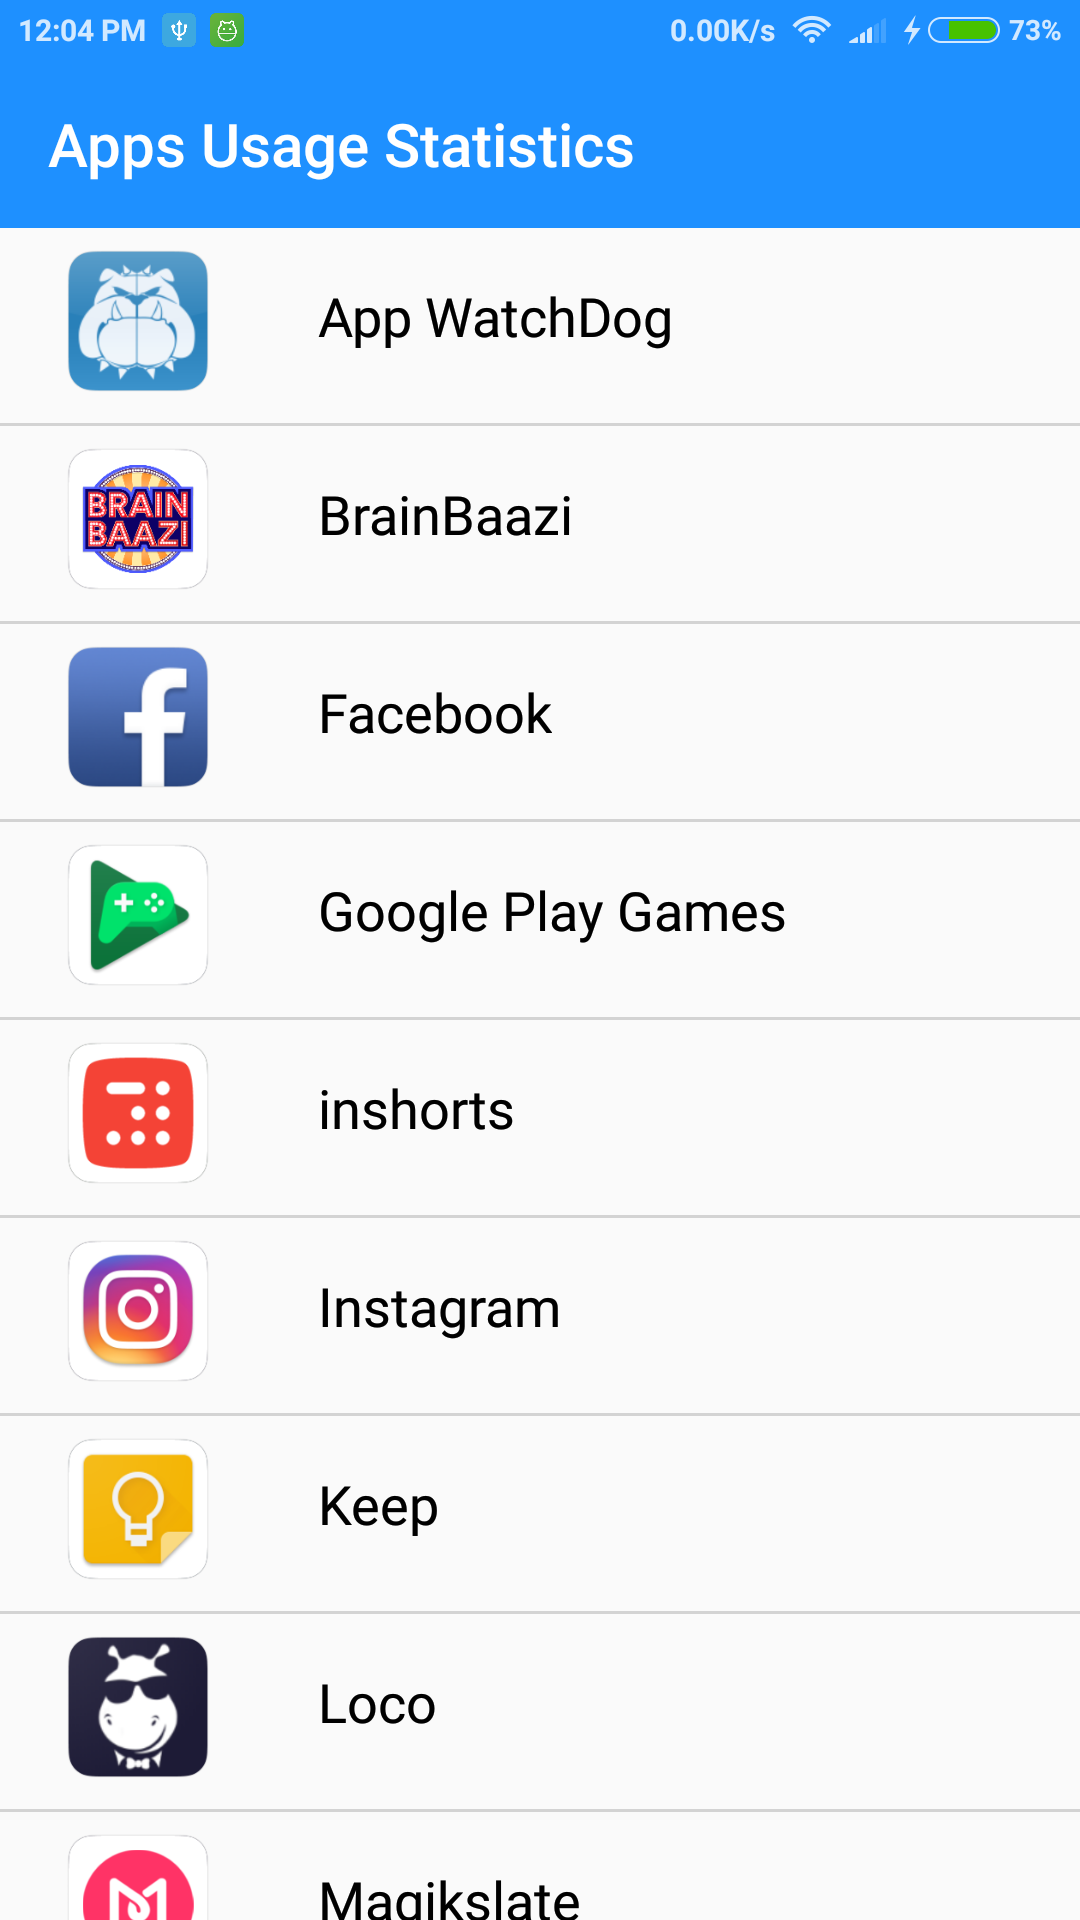 12:04 PM 0.00K/s 73%
Apps Usage Statistics
App WatchDog
BRAIN
BAAZI
BrainBaazi
Facebook
Google Play Games
inshorts
Instagram
Keep
Loco
Magikslate